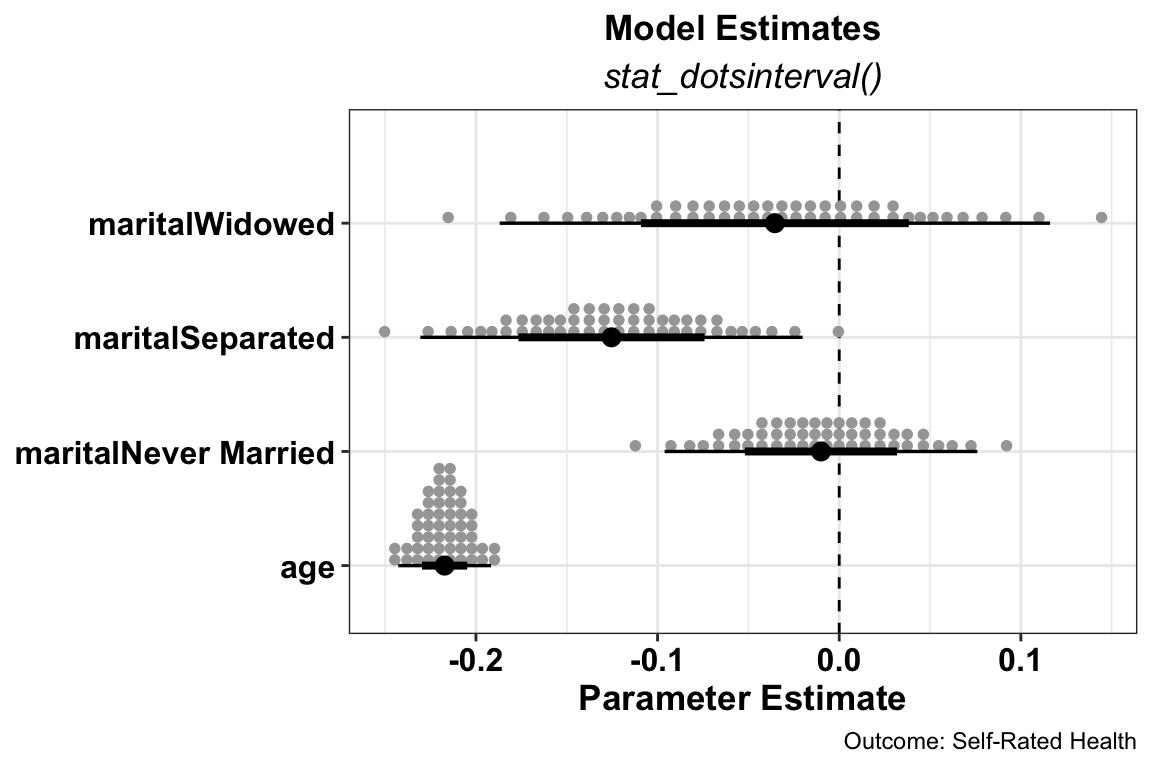 Model Estimates
stat_dotsinterval()
maritalWidowed
maritalSeparated
maritalNever Married
age
-0.2 -0.1 0.0 0.1
Parameter Estimate
Outcome: Self-Rated Health